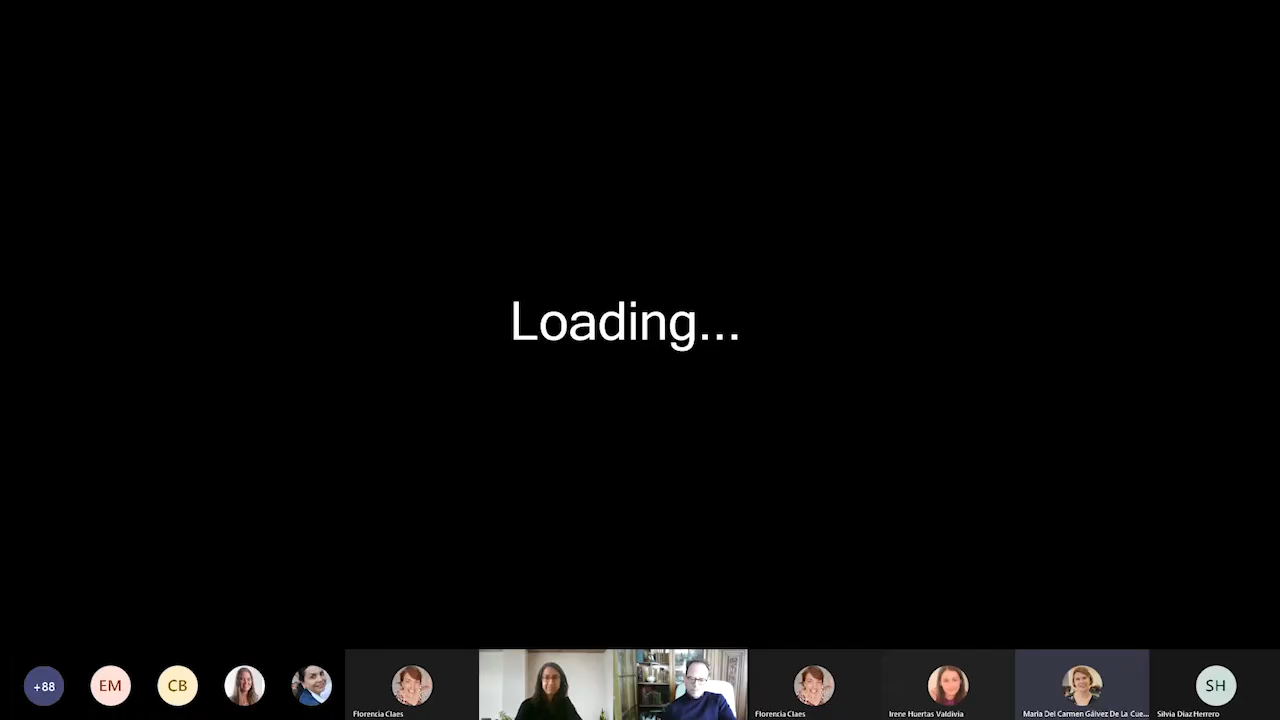 Loading...
+88
EM
CB
Florencia Claes
Florencia Claes
Irene Huertas Valdivia
María Del Carmen Gálvez De La Cue...
SH
Silvia Díaz Herrero